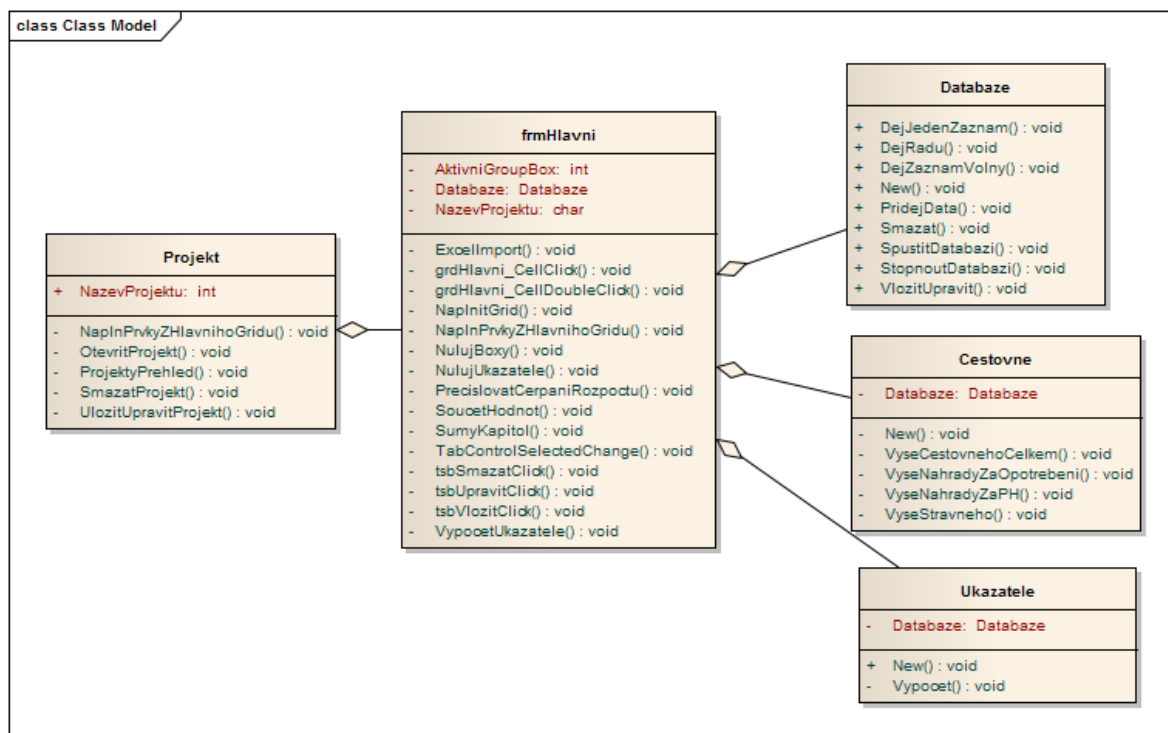 class Class Model
Projekt
+ NazevProjektu: int
- NaplnPrvkyZHlavnihoGridu() : void
- OtevritProjekt() : void
- ProjektyPrehled() : void
- SmazatProjekt() : void
- UlozitUpravitProjekt() : void
frmHlavni
- AktivniGroupBox: int
- Databaze: Databaze
- NazevProjektu: char
- ExcelImport() : void
- grdHlavni_CellClick() : void
- grdHlavni_CellDoubleClick() : void
- NaplnitGrid() : void
- NaplnPrvkyZHlavnihoGridu() : void
- NulujBoxy() : void
- NulujUkazatele() : void
- PrecislovatCerpaniRozpoctu() : void
- SoucetHodnot() : void
- SumyKapitol() : void
- TabControlSelectedChange() : void
- tsbSmazatClick() : void
- tsbUpravitClick() : void
- tsbVlozitClick() : void
- VypocetUkazatele() : void
Databaze
+ DejJedenZaznam() : void
+ DejRadu() : void
+ DejZaznamVolny() : void
+ New() : void
+ PridejData() : void
+ Smazat() : void
+ SpustitDatabazi() : void
+ StopnoutDatabazi() : void
+ VlozitUpravit() : void
Cestovne
- Databaze: Databaze
- New() : void
- VyseCestovnehoCelkem() : void
- VyseNahradyZaOpotrebeni() : void
- VyseNahradyZaPH() : void
- VyseStravneho() : void
Ukazatele
- Databaze: Databaze
+ New() : void
- Vypocet() : void